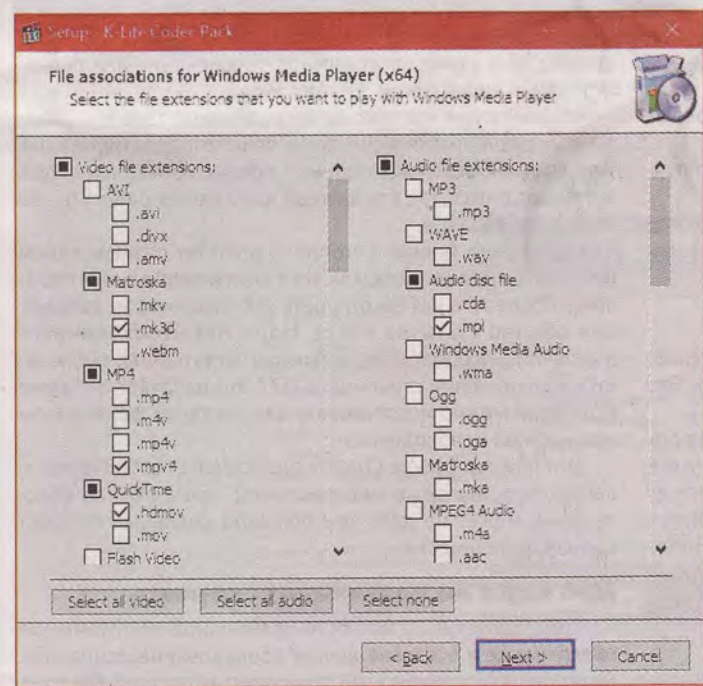 Setup - K-Lite Codec Pack
File associations for Windows Media Player (x64)
Select the file extensions that you want to play with Windows Media Player
Video file extensions:
AVI
.avi
.divx
.amv
Matroska
.mkv
.mk3d
.webm
MP4
.mp4
.m4v
.mp4v
.mpv4
QuickTime
.hdmov
.mov
Flash Video
Audio file extensions:
MP3
.mp3
WAVE
.wav
Audio disc file
.cda
.mpl
Windows Media Audio
.wma
Ogg
.ogg
.oga
Matroska
.mka
MPEG4 Audio
.m4a
.aac
Select all video
Select all audio
Select none
< Back
Next >
Cancel